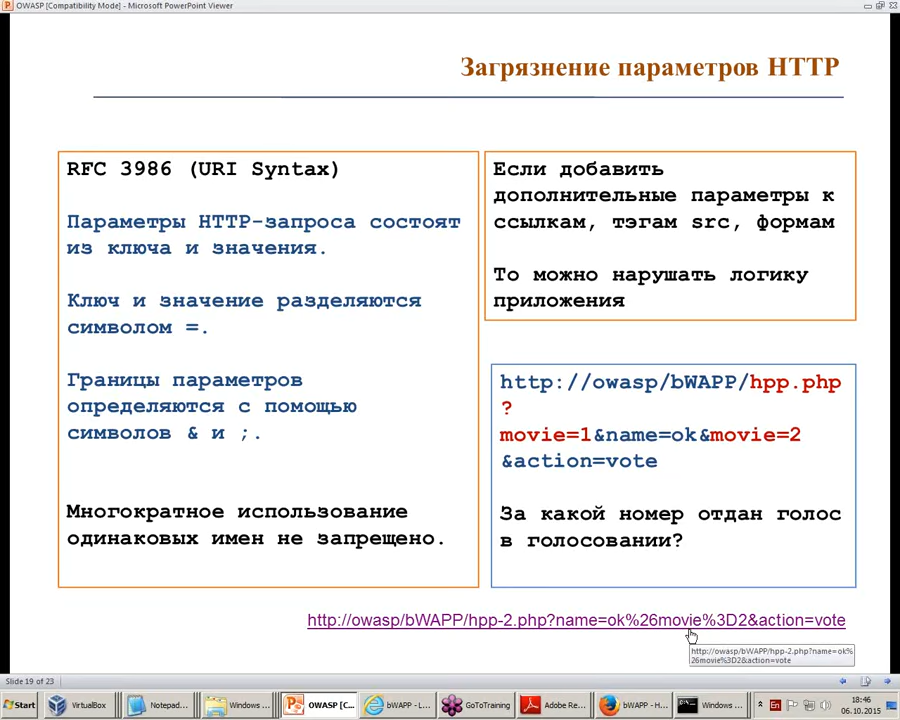 OWASP [Compatibility Mode] - Microsoft PowerPoint Viewer
Загрязнение параметров HTTP
RFC 3986 (URI Syntax)
Параметры HTTP-запроса состоят
из ключа и значения.
Ключ и значение разделяются
символом =.
Границы параметров
определяются с помощью
символов & и ;.
Многократное использование
одинаковых имен не запрещено.
Если добавить
дополнительные параметры к
ссылкам, тэгам src, формам
То можно нарушать логику
приложения
http://owasp/bWAPP/hpp.php
?
movie=1&name=ok&movie=2
&action=vote
За какой номер отдан голос
в голосовании?
http://owasp/bWAPP/hpp-2.php?name=ok%26movie%3D2&action=vote
http://owasp/bWAPP/hpp-2.php?name=ok%
26movie%3D2&action=vote
Slide 19 of 23
Start
VirtualBox
Notepad...
Windows ...
OWASP [C...
bWAPP - L...
GoToTraining
Adobe Re...
bWAPP - H...
Windows ...
En
18:46
06.10.2015